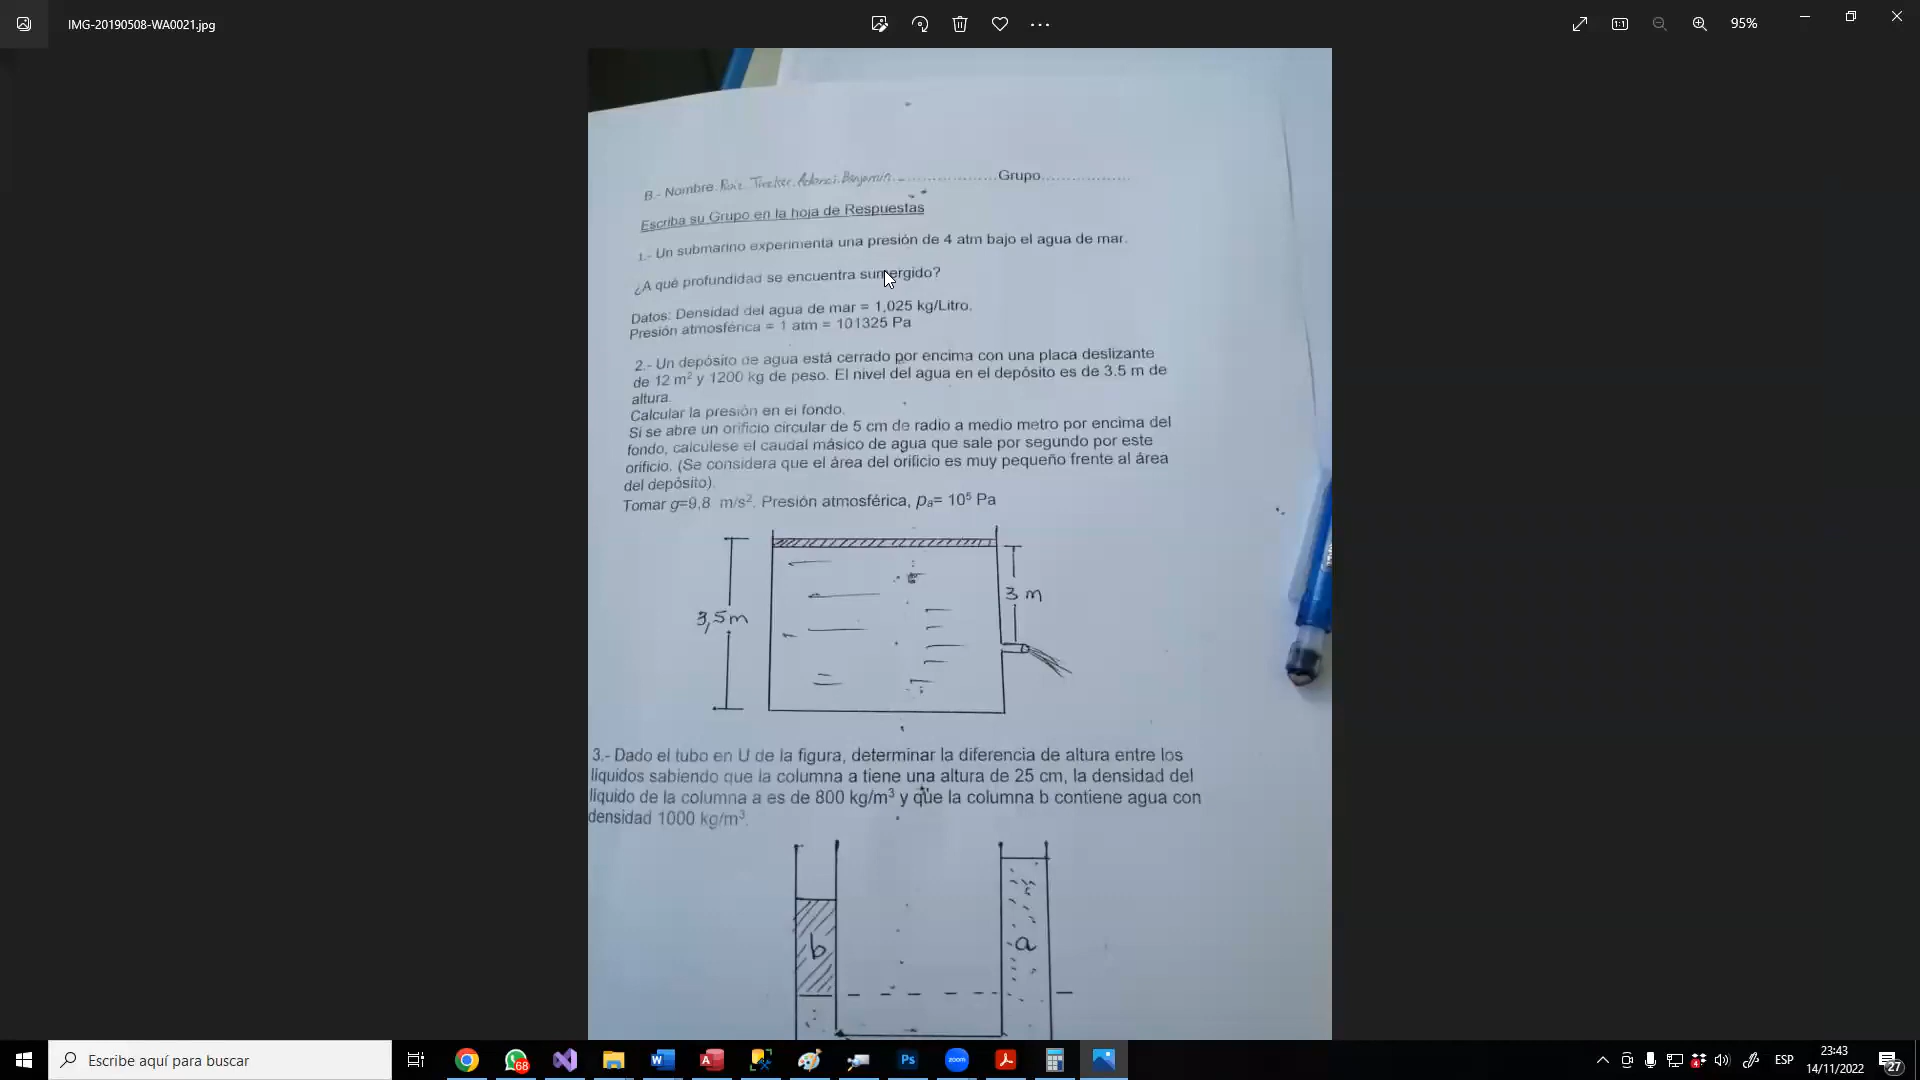 IMG-20190508-WA0021.jpg
95%
B.- Nombre Benjamin Grupo
Escriba su Grupo en la hoja de Respuestas
1.- Un submarino experimenta una presión de 4 atm bajo el agua de mar.
¿A qué profundidad se encuentra sumergido?
Datos: Densidad del agua de mar = 1,025 kg/Litro.
Presión atmosférica = 1 atm = 101325 Pa
2.- Un depósito de agua está cerrado por encima con una placa deslizante
de 12 m² y 1200 kg de peso. El nivel del agua en el depósito es de 3.5 m de
altura.
Calcular la presión en el fondo.
Si se abre un orificio circular de 5 cm de radio a medio metro por encima del
fondo, calcúlese el caudal másico de agua que sale por segundo por este
orificio. (Se considera que el área del orificio es muy pequeño frente al área
del depósito).
Tomar g=9,8 m/s². Presión atmosférica, pa= 10⁵ Pa
3,5m
3 m
3.- Dado el tubo en U de la figura, determinar la diferencia de altura entre los
líquidos sabiendo que la columna a tiene una altura de 25 cm, la densidad del
líquido de la columna a es de 800 kg/m³ y que la columna b contiene agua con
densidad 1000 kg/m³.
b
a
Escribe aquí para buscar
68
Ps
zoom
ESP
23:43
14/11/2022
27